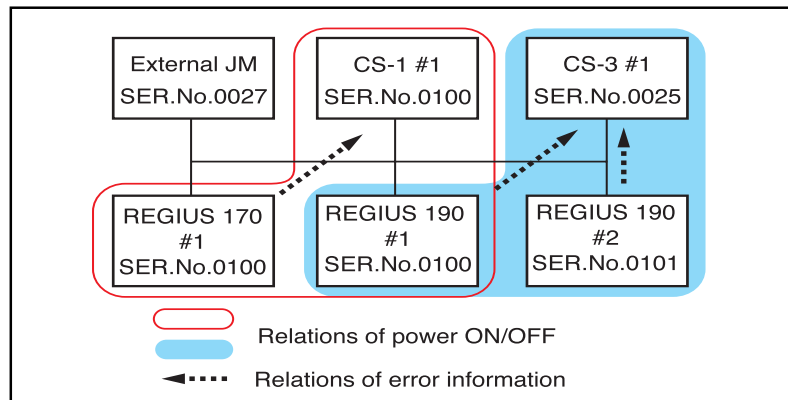 External JM
SER.No.0027
CS-1 #1
SER.No.0100
CS-3 #1
SER.No.0025
REGIUS 170
#1
SER.No.0100
REGIUS 190
#1
SER.No.0100
REGIUS 190
#2
SER.No.0101
Relations of power ON/OFF
Relations of error information